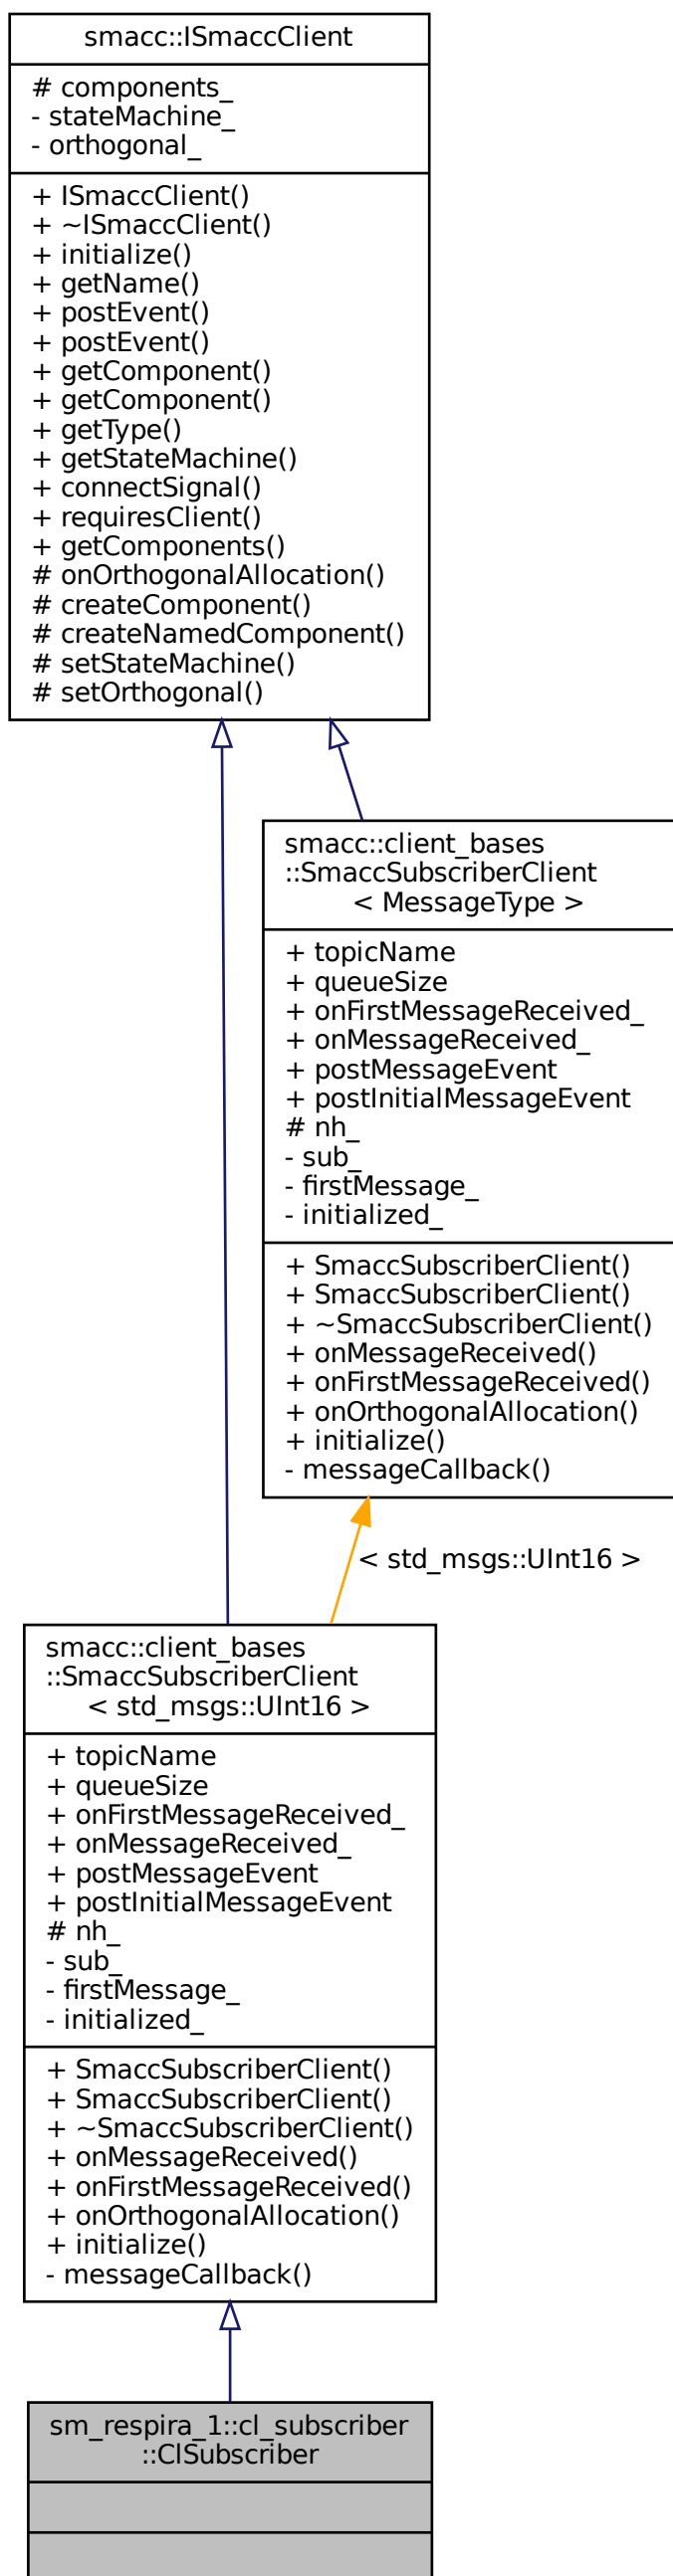 smacc::ISmaccClient
# components_
- stateMachine_
- orthogonal_
+ ISmaccClient()
+ ~ISmaccClient()
+ initialize()
+ getName()
+ postEvent()
+ postEvent()
+ getComponent()
+ getComponent()
+ getType()
+ getStateMachine()
+ connectSignal()
+ requiresClient()
+ getComponents()
# onOrthogonalAllocation()
# createComponent()
# createNamedComponent()
# setStateMachine()
# setOrthogonal()
smacc::client_bases
::SmaccSubscriberClient
< MessageType >
+ topicName
+ queueSize
+ onFirstMessageReceived_
+ onMessageReceived_
+ postMessageEvent
+ postInitialMessageEvent
# nh_
- sub_
- firstMessage_
- initialized_
+ SmaccSubscriberClient()
+ SmaccSubscriberClient()
+ ~SmaccSubscriberClient()
+ onMessageReceived()
+ onFirstMessageReceived()
+ onOrthogonalAllocation()
+ initialize()
- messageCallback()
< std_msgs::UInt16 >
smacc::client_bases
::SmaccSubscriberClient
< std_msgs::UInt16 >
+ topicName
+ queueSize
+ onFirstMessageReceived_
+ onMessageReceived_
+ postMessageEvent
+ postInitialMessageEvent
# nh_
- sub_
- firstMessage_
- initialized_
+ SmaccSubscriberClient()
+ SmaccSubscriberClient()
+ ~SmaccSubscriberClient()
+ onMessageReceived()
+ onFirstMessageReceived()
+ onOrthogonalAllocation()
+ initialize()
- messageCallback()
sm_respira_1::cl_subscriber
::ClSubscriber